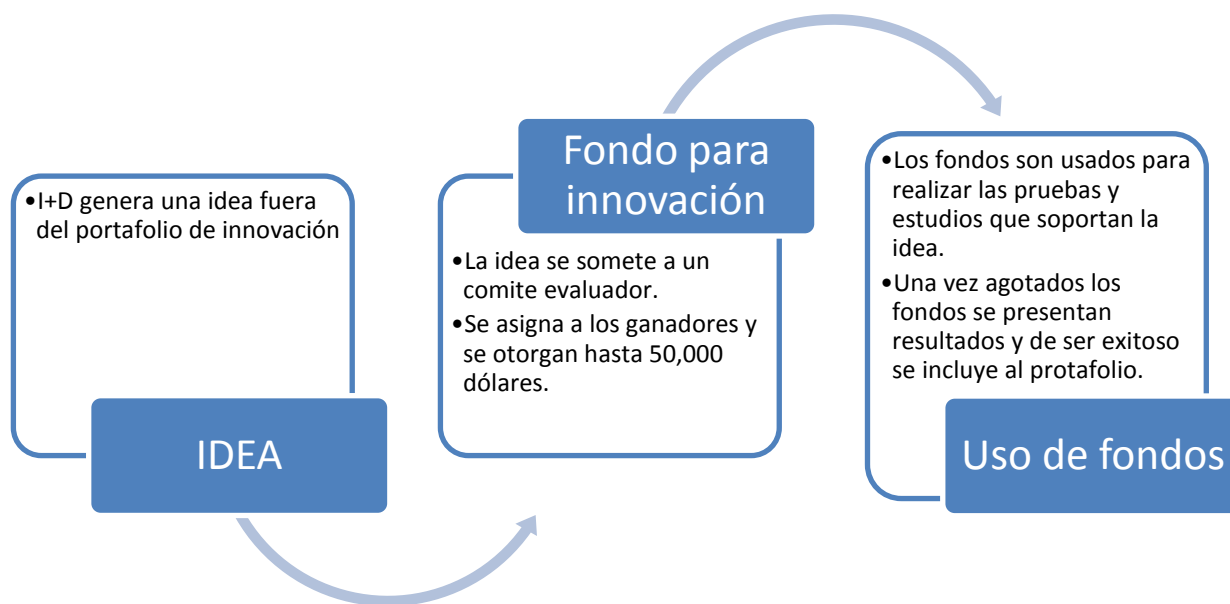 •I+D genera una idea fuera
del portafolio de innovación
IDEA
Fondo para
innovación
•La idea se somete a un
comite evaluador.
•Se asigna a los ganadores y
se otorgan hasta 50,000
dólares.
•Los fondos son usados para
realizar las pruebas y
estudios que soportan la
idea.
•Una vez agotados los
fondos se presentan
resultados y de ser exitoso
se incluye al protafolio.
Uso de fondos